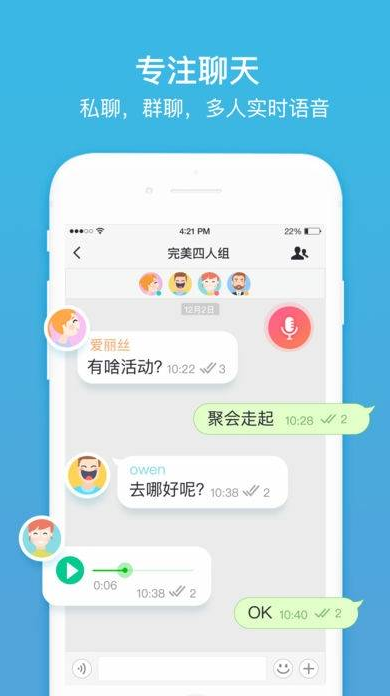 专注聊天
私聊，群聊，多人实时语音
4:21 PM 22%
完美四人组
12月2日
爱丽丝
有啥活动? 10:22 3
聚会走起 10:28 2
owen
去哪好呢? 10:38 2
0:06 10:38 2
OK 10:40 2